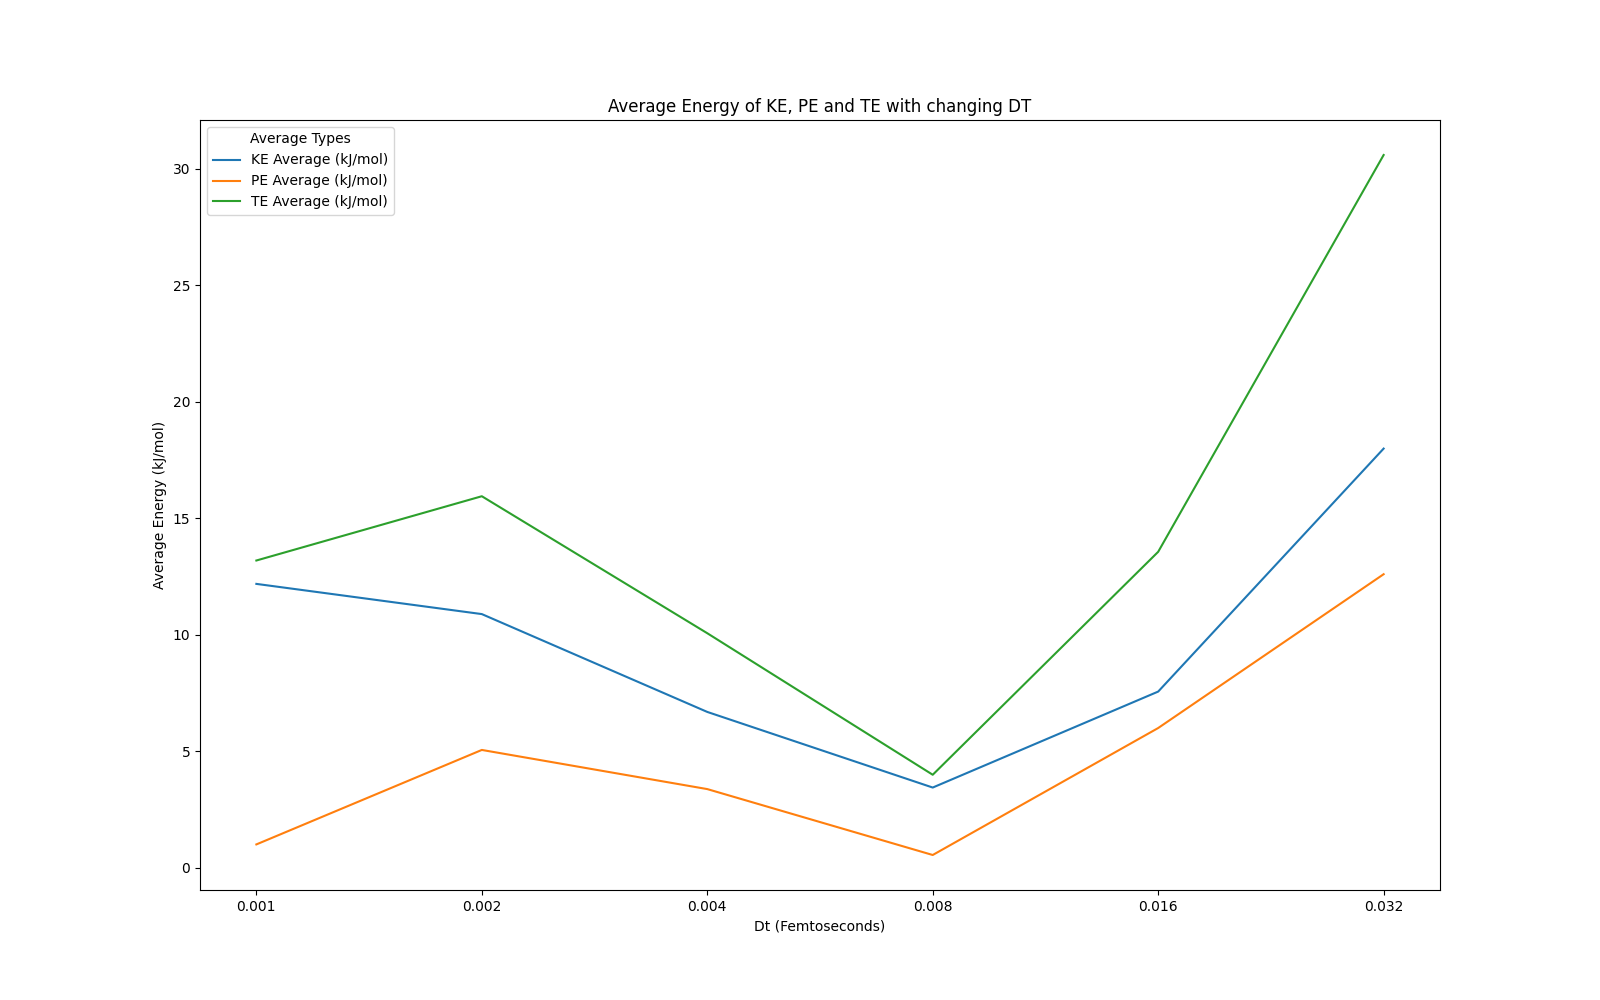 Average Energy of KE, PE and TE with changing DT
Average Types
KE Average (kJ/mol)
PE Average (kJ/mol)
TE Average (kJ/mol)
30
25
20
15
10
5
0
Average Energy (kJ/mol)
0.001 0.002 0.004 0.008 0.016 0.032
Dt (Femtoseconds)